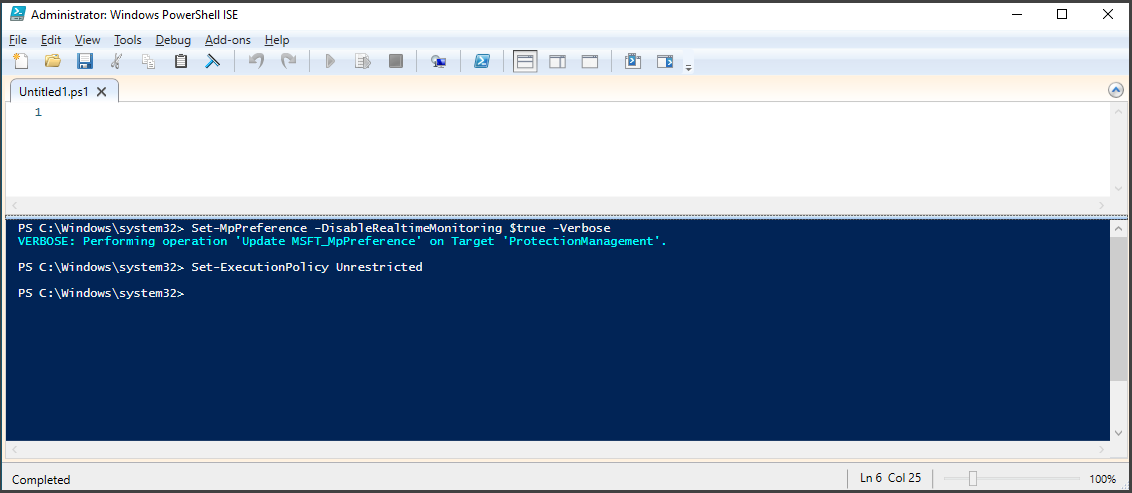 Administrator: Windows PowerShell ISE
File Edit View Tools Debug Add-ons Help
Untitled1.ps1
1
PS C:\Windows\system32> Set-MpPreference -DisableRealtimeMonitoring $true -Verbose
VERBOSE: Performing operation 'Update MSFT_MpPreference' on Target 'ProtectionManagement'.
PS C:\Windows\system32> Set-ExecutionPolicy Unrestricted
PS C:\Windows\system32>
Completed
Ln 6 Col 25
100%